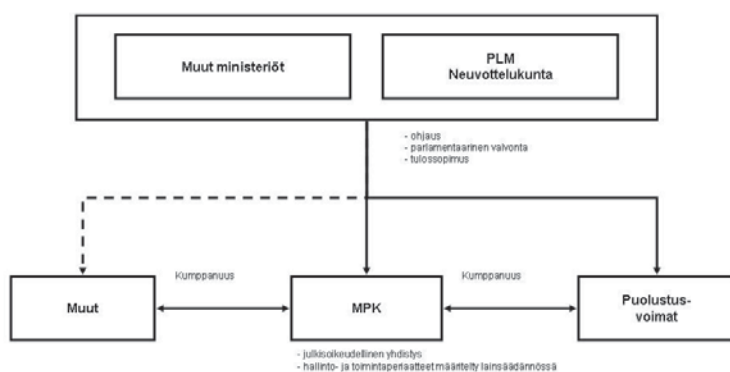 Muut ministeriöt
PLM
Neuvottelukunta
- ohjaus
- parlamentaarinen valvonta
- tulossopimus
Kumppanuus
Kumppanuus
Muut
MPK
Puolustus-
voimat
- julkisoikeudellinen yhdistys
- hallinto- ja toimintaperiaatteet määritelty lainsäädännössä